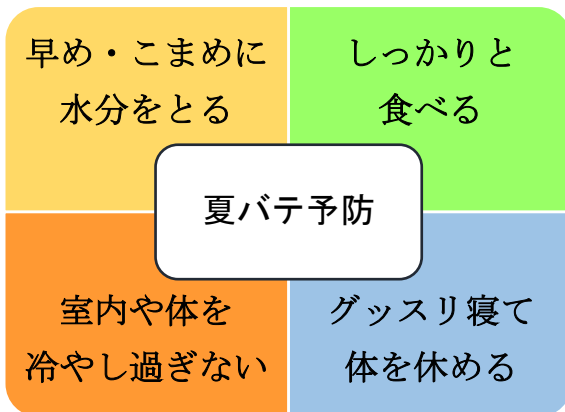 早め・こまめに
水分をとる
しっかりと
食べる
夏バテ予防
室内や体を
冷やし過ぎない
グッスリ寝て
体を休める